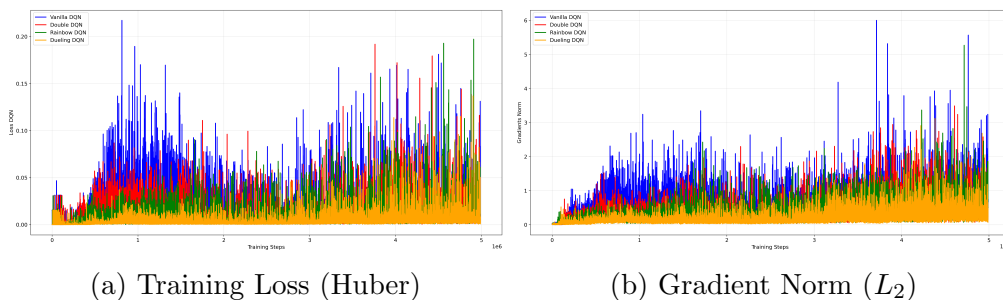 Vanilla DQN
Double DQN
Rainbow DQN
Dueling DQN
0.20
0.15
0.10
0.05
0.00
Loss DQN
0
1
2
3
4
5
1e6
Training Steps
(a) Training Loss (Huber)
Vanilla DQN
Double DQN
Rainbow DQN
Dueling DQN
6
5
4
3
2
1
0
Gradients Norm
0
1
2
3
4
5
Training Steps
(b) Gradient Norm (L₂)